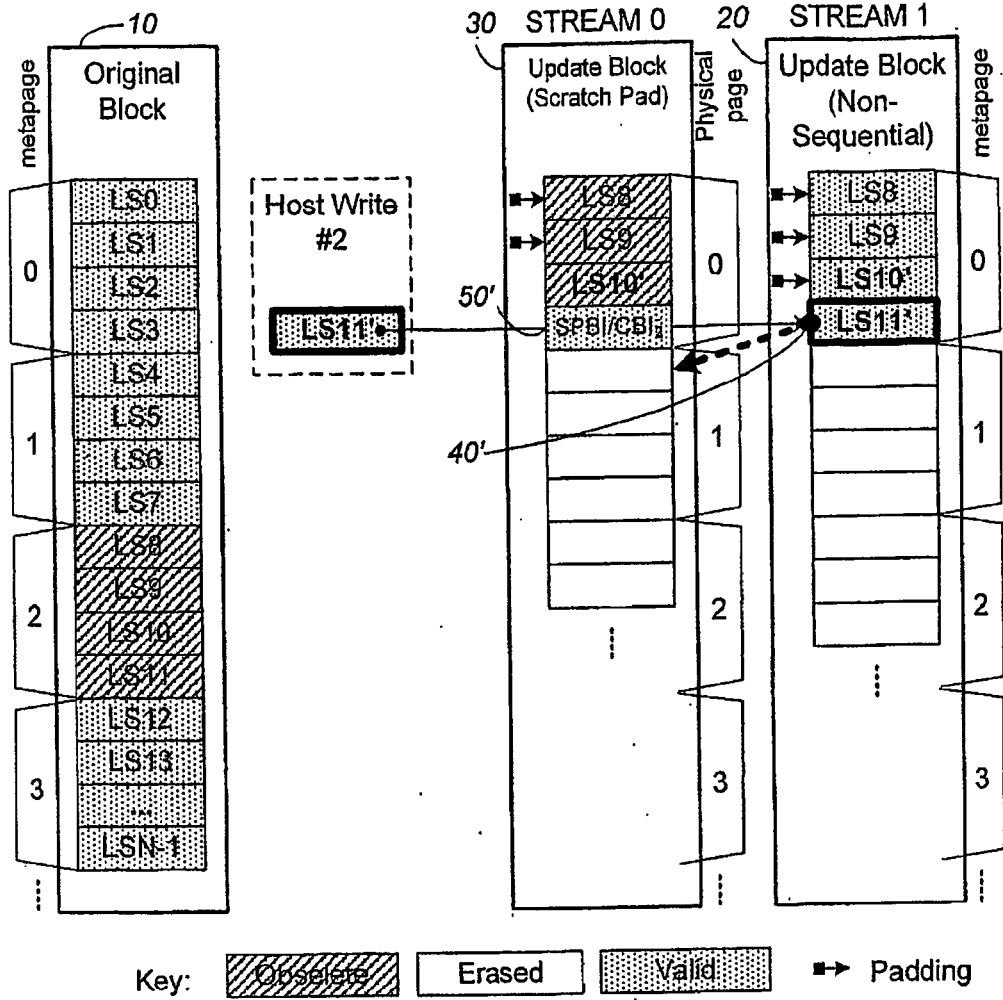 10
30
STREAM 0
20
STREAM 1
metapage
Original
Block
Update Block
(Scratch Pad)
Physical
page
Update Block
(Non-
Sequential)
metapage
0
LS0
LS1
LS2
LS3
1
LS4
LS5
LS6
LS7
2
LS8
LS9
LS10
LS11
3
LS12
LS13
...
LSN-1
Host Write
#2
LS11'
50'
40'
LS8
LS9
LS10'
SPBI/CBI2
0
1
2
3
LS8
LS9
LS10'
LS11'
0
1
2
3
Key:
Obselete
Erased
Valid
Padding